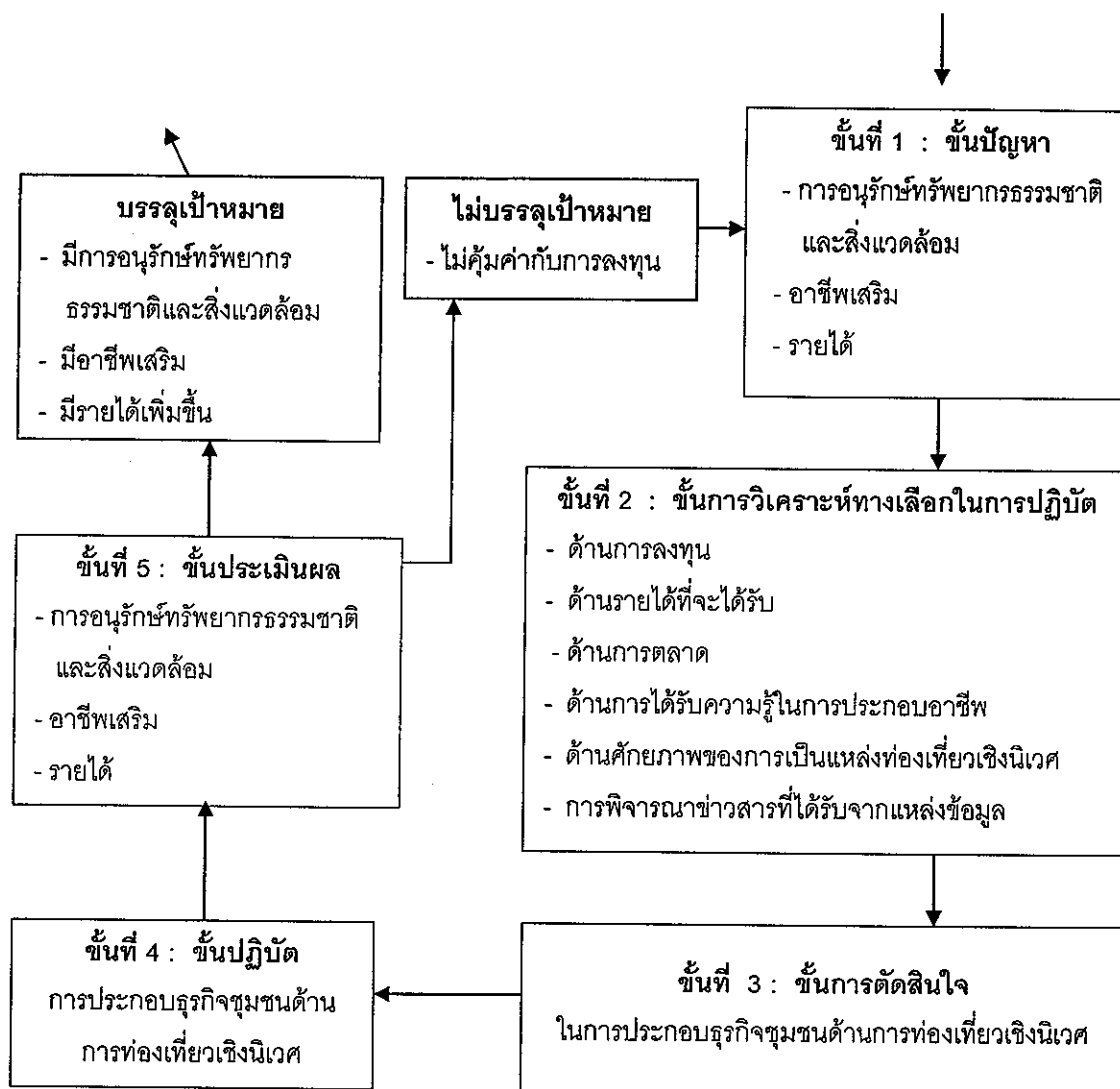 ขั้นที่ 1 : ขั้นปัญหา
- การอนุรักษ์ทรัพยากรธรรมชาติ
และสิ่งแวดล้อม
- อาชีพเสริม
- รายได้
ขั้นที่ 2 : ขั้นการวิเคราะห์ทางเลือกในการปฏิบัติ
- ด้านการลงทุน
- ด้านรายได้ที่จะได้รับ
- ด้านการตลาด
- ด้านการได้รับความรู้ในการประกอบอาชีพ
- ด้านศักยภาพของการเป็นแหล่งท่องเที่ยวเชิงนิเวศ
- การพิจารณาข่าวสารที่ได้รับจากแหล่งข้อมูล
ขั้นที่ 3 : ขั้นการตัดสินใจ
ในการประกอบธุรกิจชุมชนด้านการท่องเที่ยวเชิงนิเวศ
ขั้นที่ 4 : ขั้นปฏิบัติ
การประกอบธุรกิจชุมชนด้าน
การท่องเที่ยวเชิงนิเวศ
ขั้นที่ 5 : ขั้นประเมินผล
- การอนุรักษ์ทรัพยากรธรรมชาติ
และสิ่งแวดล้อม
- อาชีพเสริม
- รายได้
บรรลุเป้าหมาย
- มีการอนุรักษ์ทรัพยากร
ธรรมชาติและสิ่งแวดล้อม
- มีอาชีพเสริม
- มีรายได้เพิ่มขึ้น
ไม่บรรลุเป้าหมาย
- ไม่คุ้มค่ากับการลงทุน